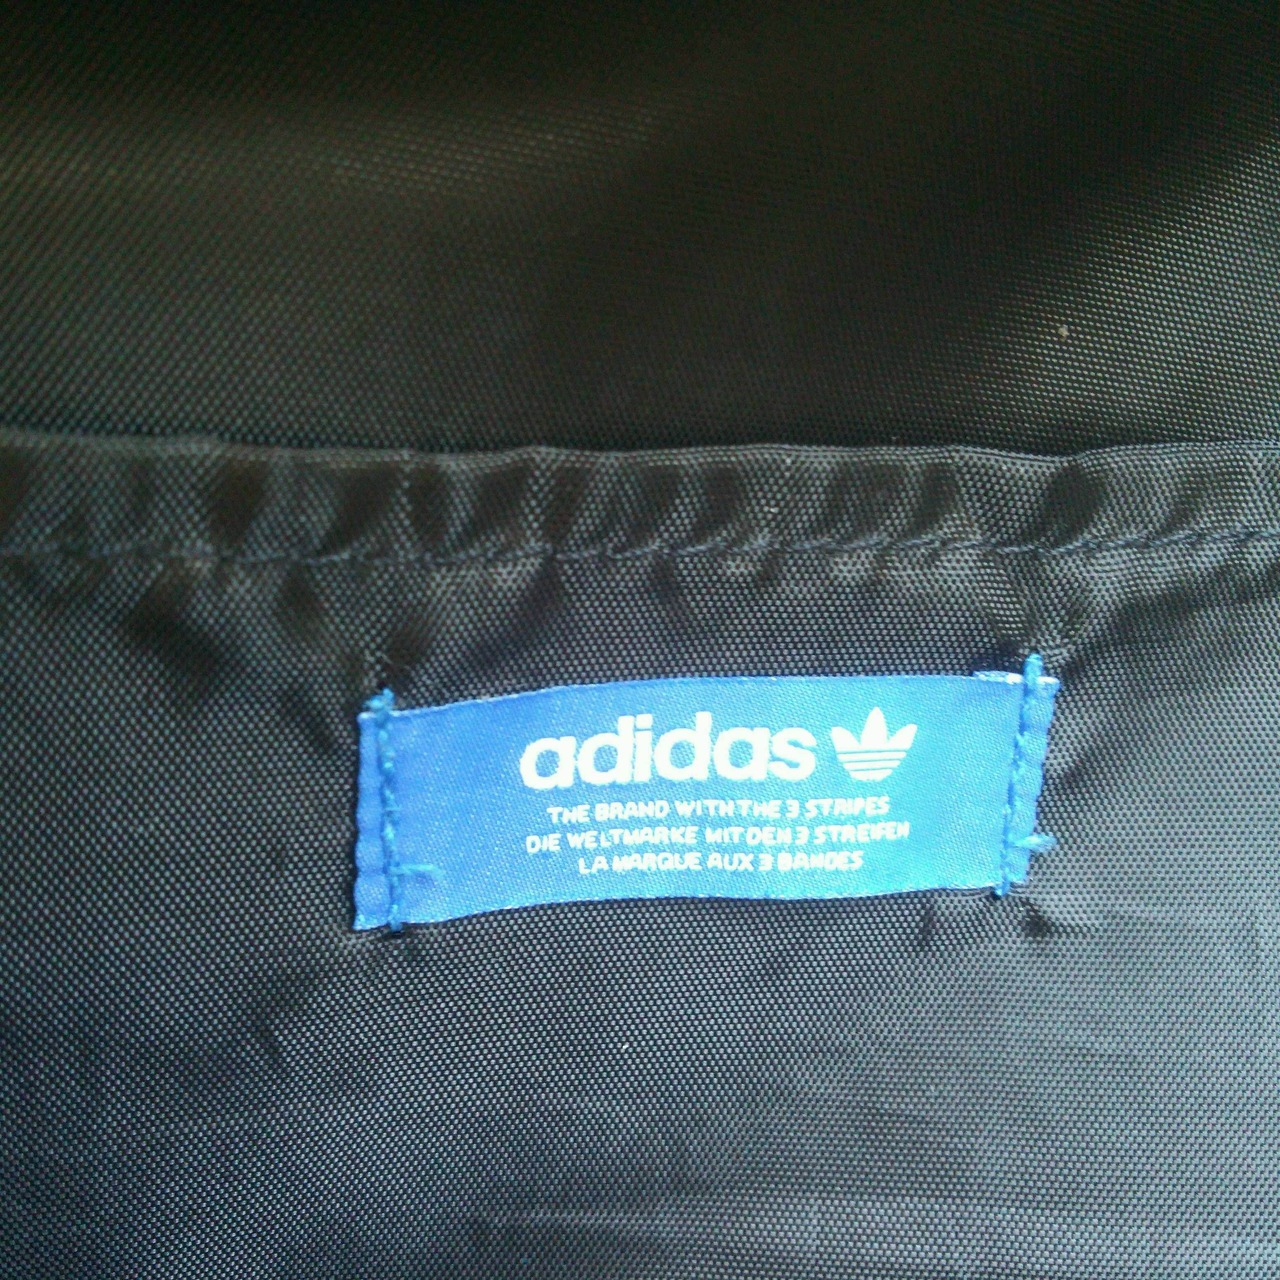 adidas
THE BRAND WITH THE 3 STRIPES
DIE WELTMARKE MIT DEN 3 STREIFEN
LA MARQUE AUX 3 BANDES